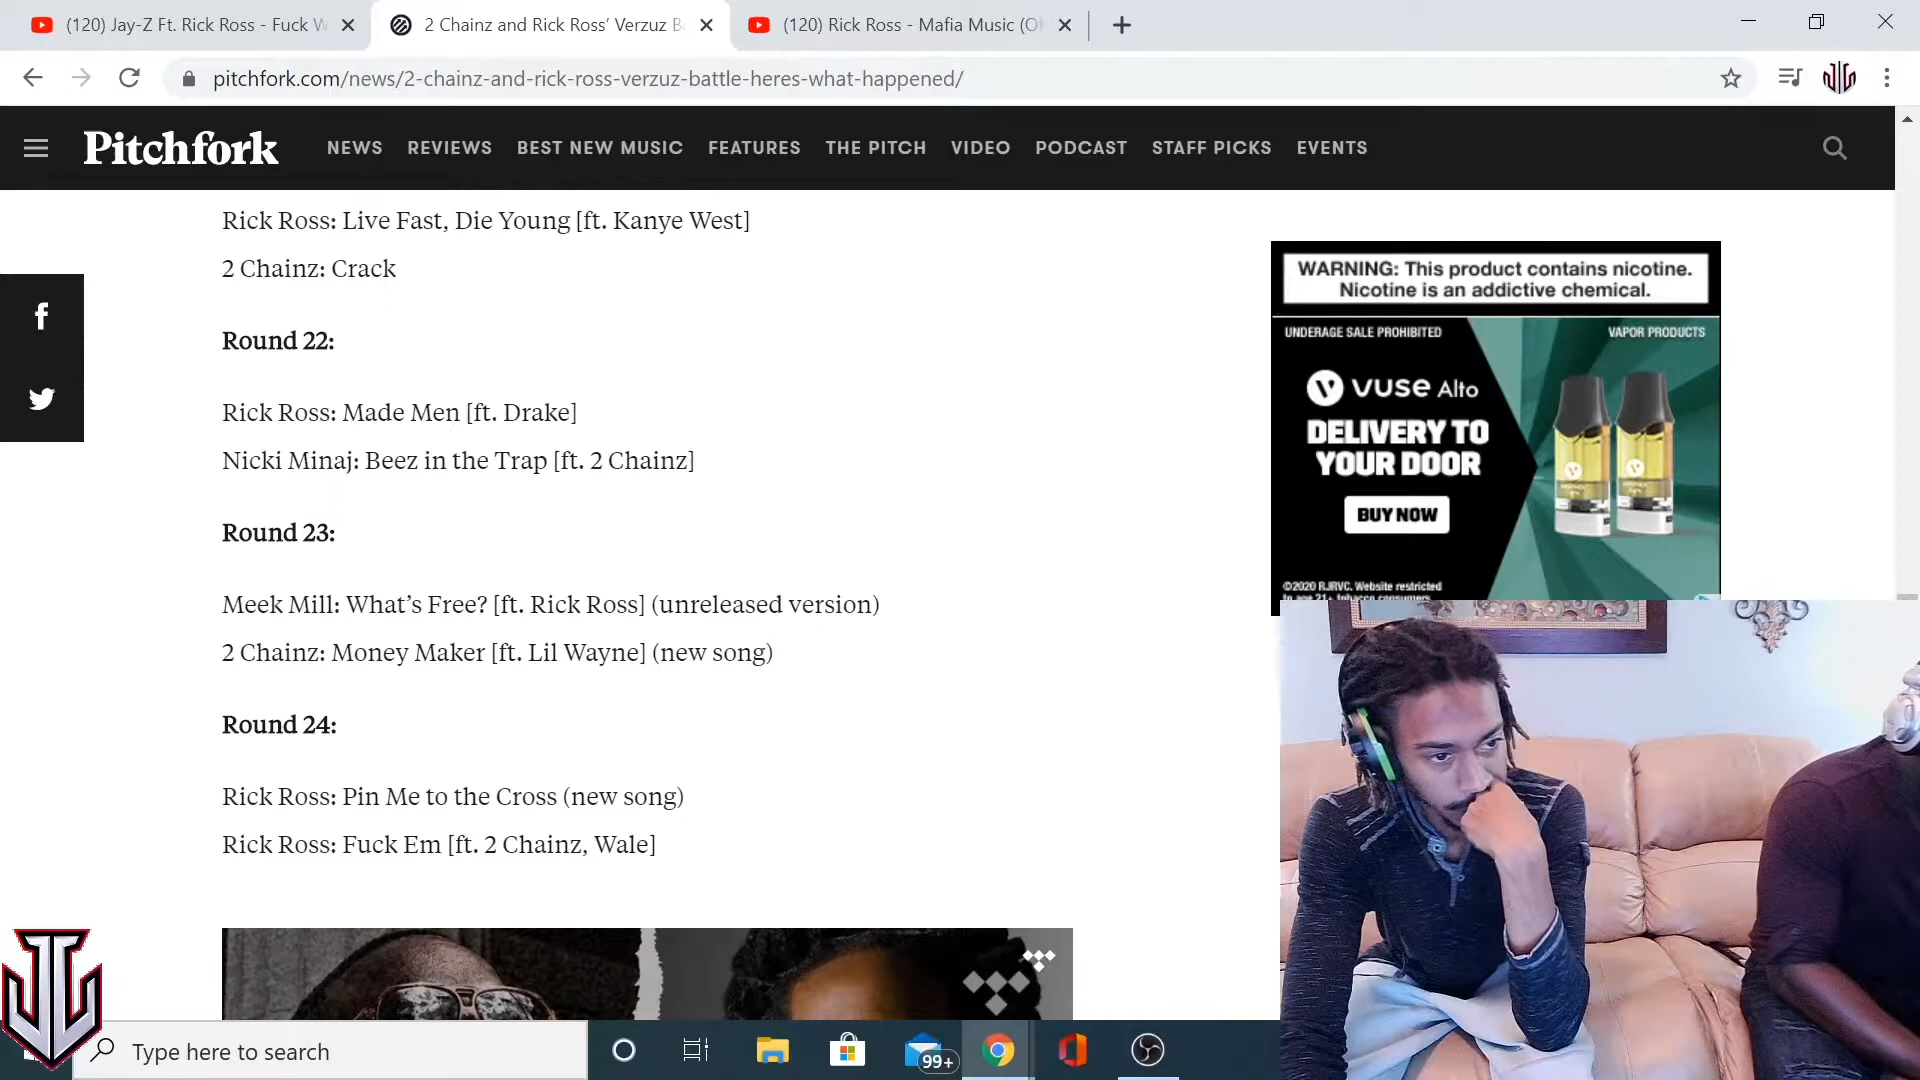 (120) Jay-Z Ft. Rick Ross - Fuck W
2 Chainz and Rick Ross’ Verzuz B
(120) Rick Ross - Mafia Music (O
pitchfork.com/news/2-chainz-and-rick-ross-verzuz-battle-heres-what-happened/
Pitchfork NEWS REVIEWS BEST NEW MUSIC FEATURES THE PITCH VIDEO PODCAST STAFF PICKS EVENTS
Rick Ross: Live Fast, Die Young [ft. Kanye West]
2 Chainz: Crack
Round 22:
Rick Ross: Made Men [ft. Drake]
Nicki Minaj: Beez in the Trap [ft. 2 Chainz]
Round 23:
Meek Mill: What’s Free? [ft. Rick Ross] (unreleased version)
2 Chainz: Money Maker [ft. Lil Wayne] (new song)
Round 24:
Rick Ross: Pin Me to the Cross (new song)
Rick Ross: Fuck Em [ft. 2 Chainz, Wale]
WARNING: This product contains nicotine.
Nicotine is an addictive chemical.
UNDERAGE SALE PROHIBITED VAPOR PRODUCTS
vuse Alto
DELIVERY TO
YOUR DOOR
BUY NOW
©2020 RJRVC. Website restricted
to age 21+ tobacco consumers.
Type here to search
99+